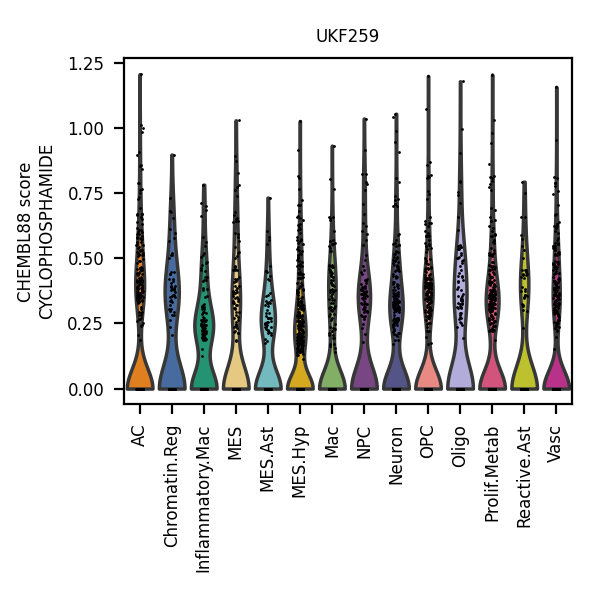 UKF259
CHEMBL88 score
CYCLOPHOSPHAMIDE
1.25
1.00
0.75
0.50
0.25
0.00
AC
Chromatin.Reg
Inflammatory.Mac
MES
MES.Ast
MES.Hyp
Mac
NPC
Neuron
OPC
Oligo
Prolif.Metab
Reactive.Ast
Vasc